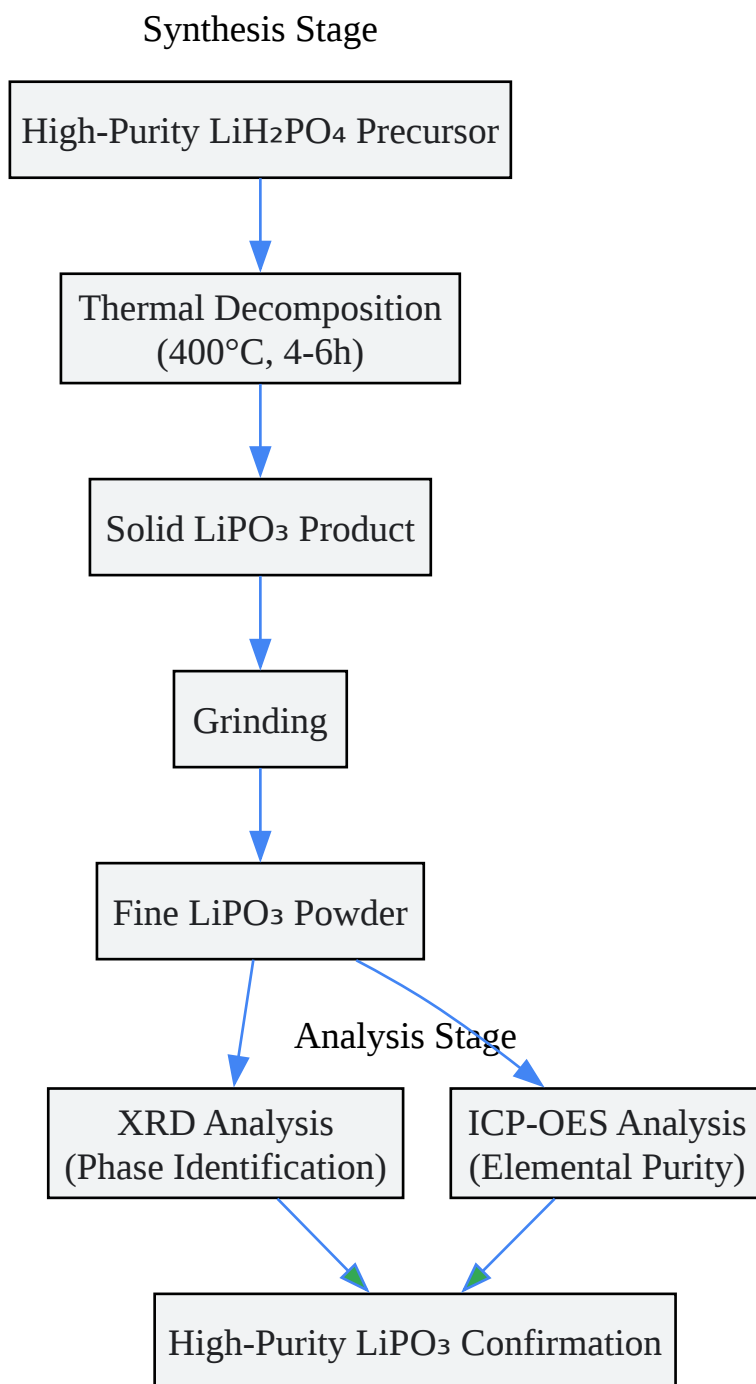 Synthesis Stage
High-Purity LiH₂PO₄ Precursor
Thermal Decomposition
(400°C, 4-6h)
Solid LiPO₃ Product
Grinding
Fine LiPO₃ Powder
Analysis Stage
XRD Analysis
(Phase Identification)
ICP-OES Analysis
(Elemental Purity)
High-Purity LiPO₃ Confirmation